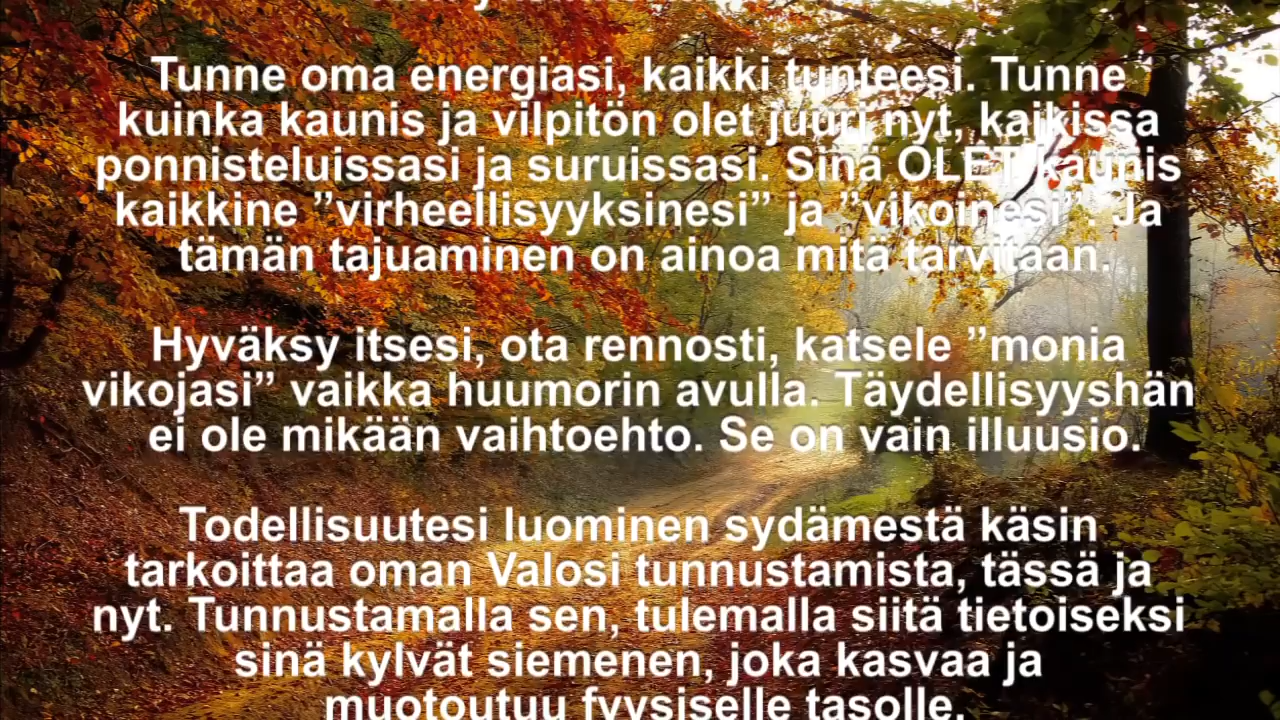 Tunne oma energiasi, kaikki tunteesi. Tunne
kuinka kaunis ja vilpitön olet juuri nyt, kaikissa
ponnisteluissasi ja suruissasi. Sinä OLET kaunis
kaikkine ”virheellisyyksinesi” ja ”vikoinesi”. Ja
tämän tajuaminen on ainoa mitä tarvitaan.
Hyväksy itsesi, ota rennosti, katsele ”monia
vikojasi” vaikka huumorin avulla. Täydellisyyshän
ei ole mikään vaihtoehto. Se on vain illuusio.
Todellisuutesi luominen sydämestä käsin
tarkoittaa oman Valosi tunnustamista, tässä ja
nyt. Tunnustamalla sen, tulemalla siitä tietoiseksi
sinä kylvät siemenen, joka kasvaa ja
muotoutuu fyysiselle tasolle.